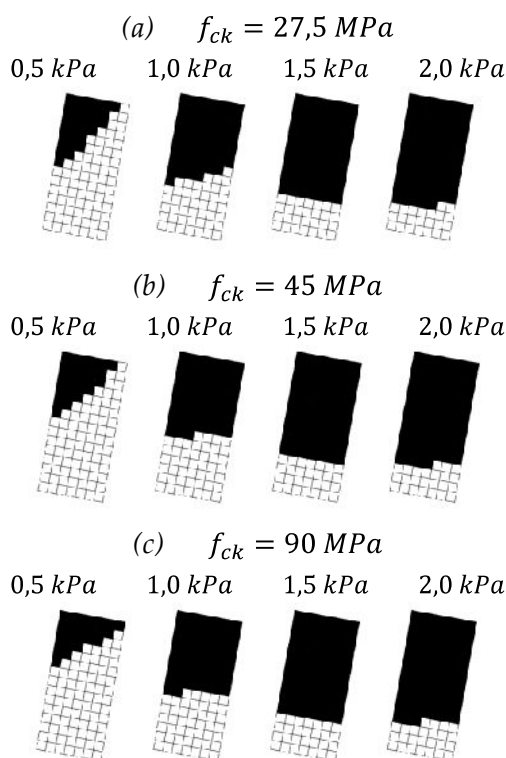 (a) f_ck = 27,5 MPa
0,5 kPa 1,0 kPa 1,5 kPa 2,0 kPa
(b) f_ck = 45 MPa
0,5 kPa 1,0 kPa 1,5 kPa 2,0 kPa
(c) f_ck = 90 MPa
0,5 kPa 1,0 kPa 1,5 kPa 2,0 kPa